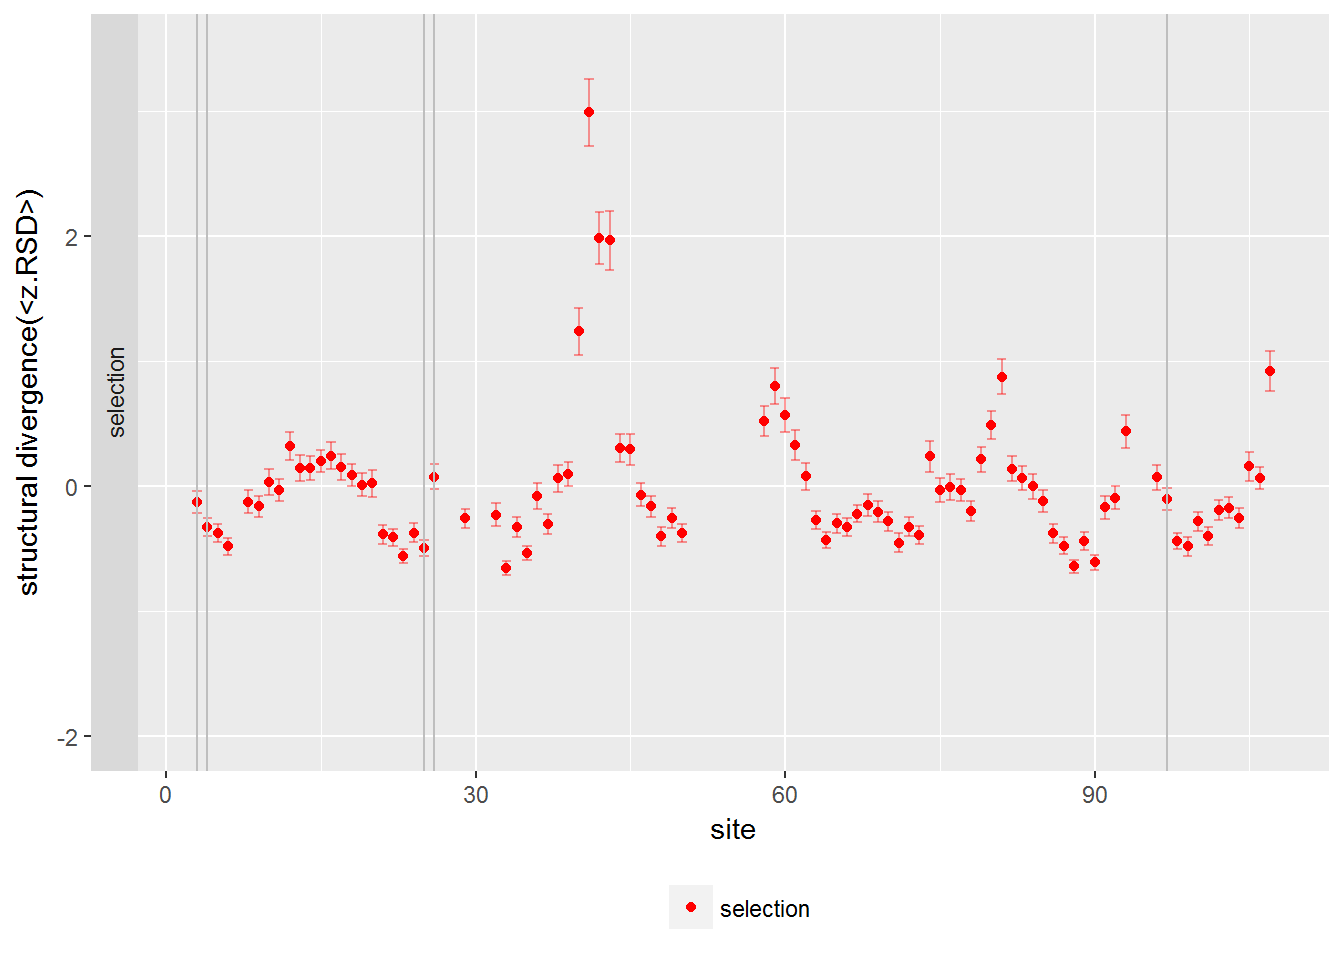 structural divergence(<z.RSD>)
selection
2
0
-2
0 30 60 90
site
selection